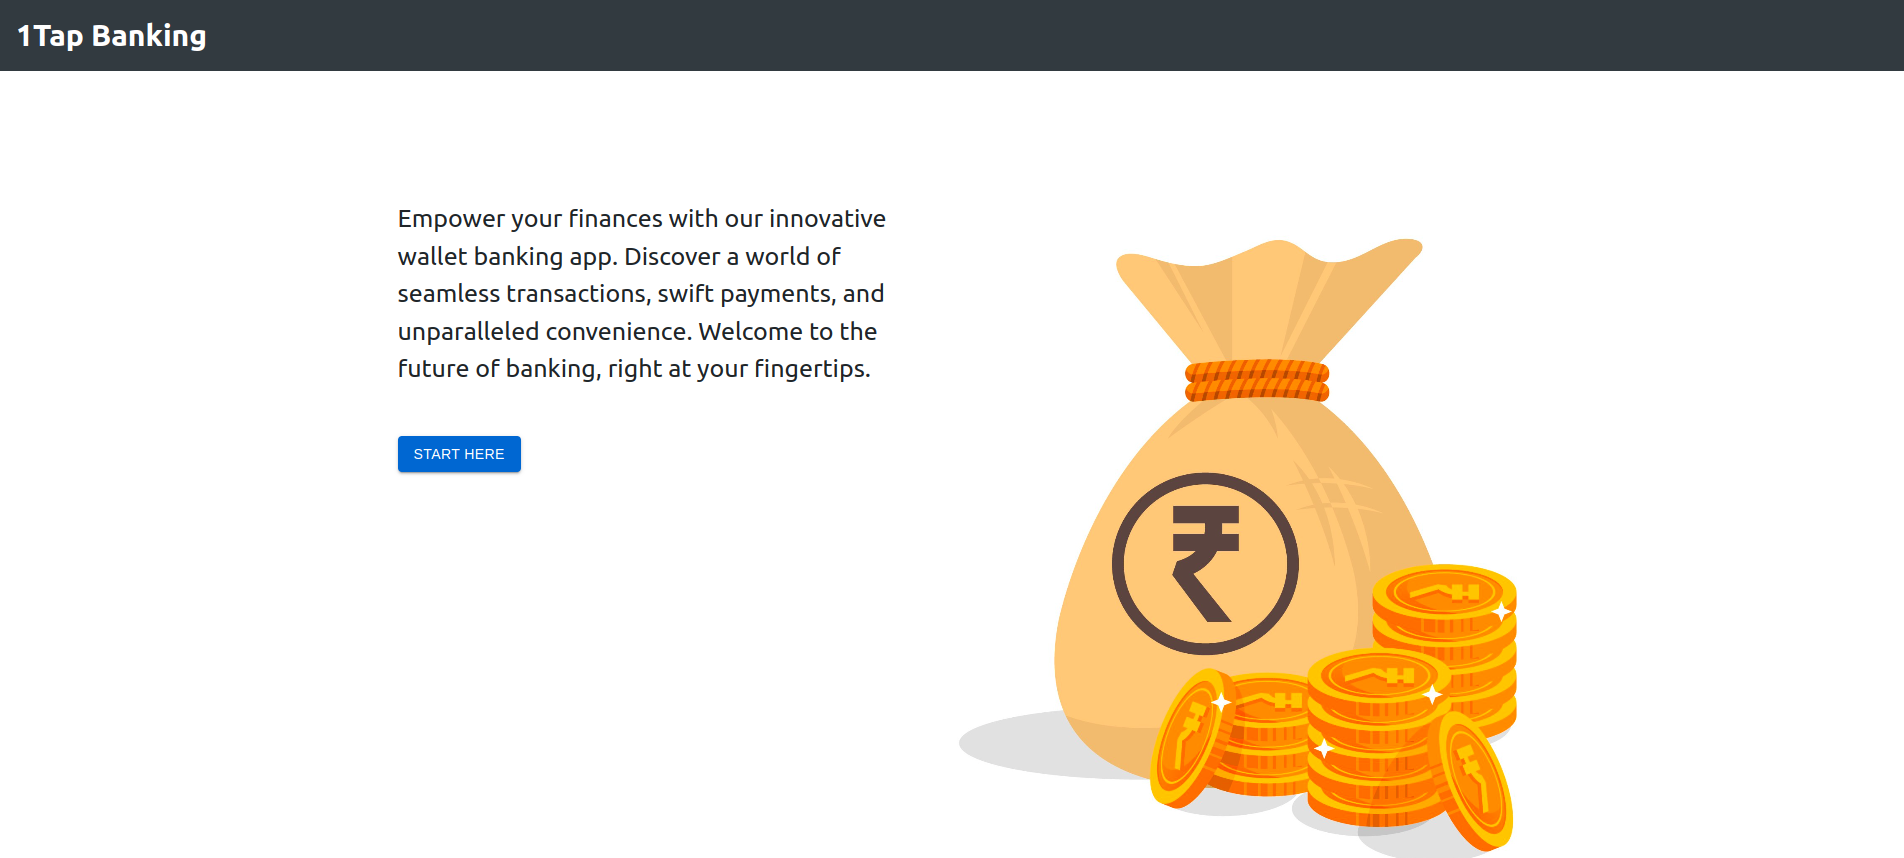 1Tap Banking
Empower your finances with our innovative
wallet banking app. Discover a world of
seamless transactions, swift payments, and
unparalleled convenience. Welcome to the
future of banking, right at your fingertips.
START HERE
₹